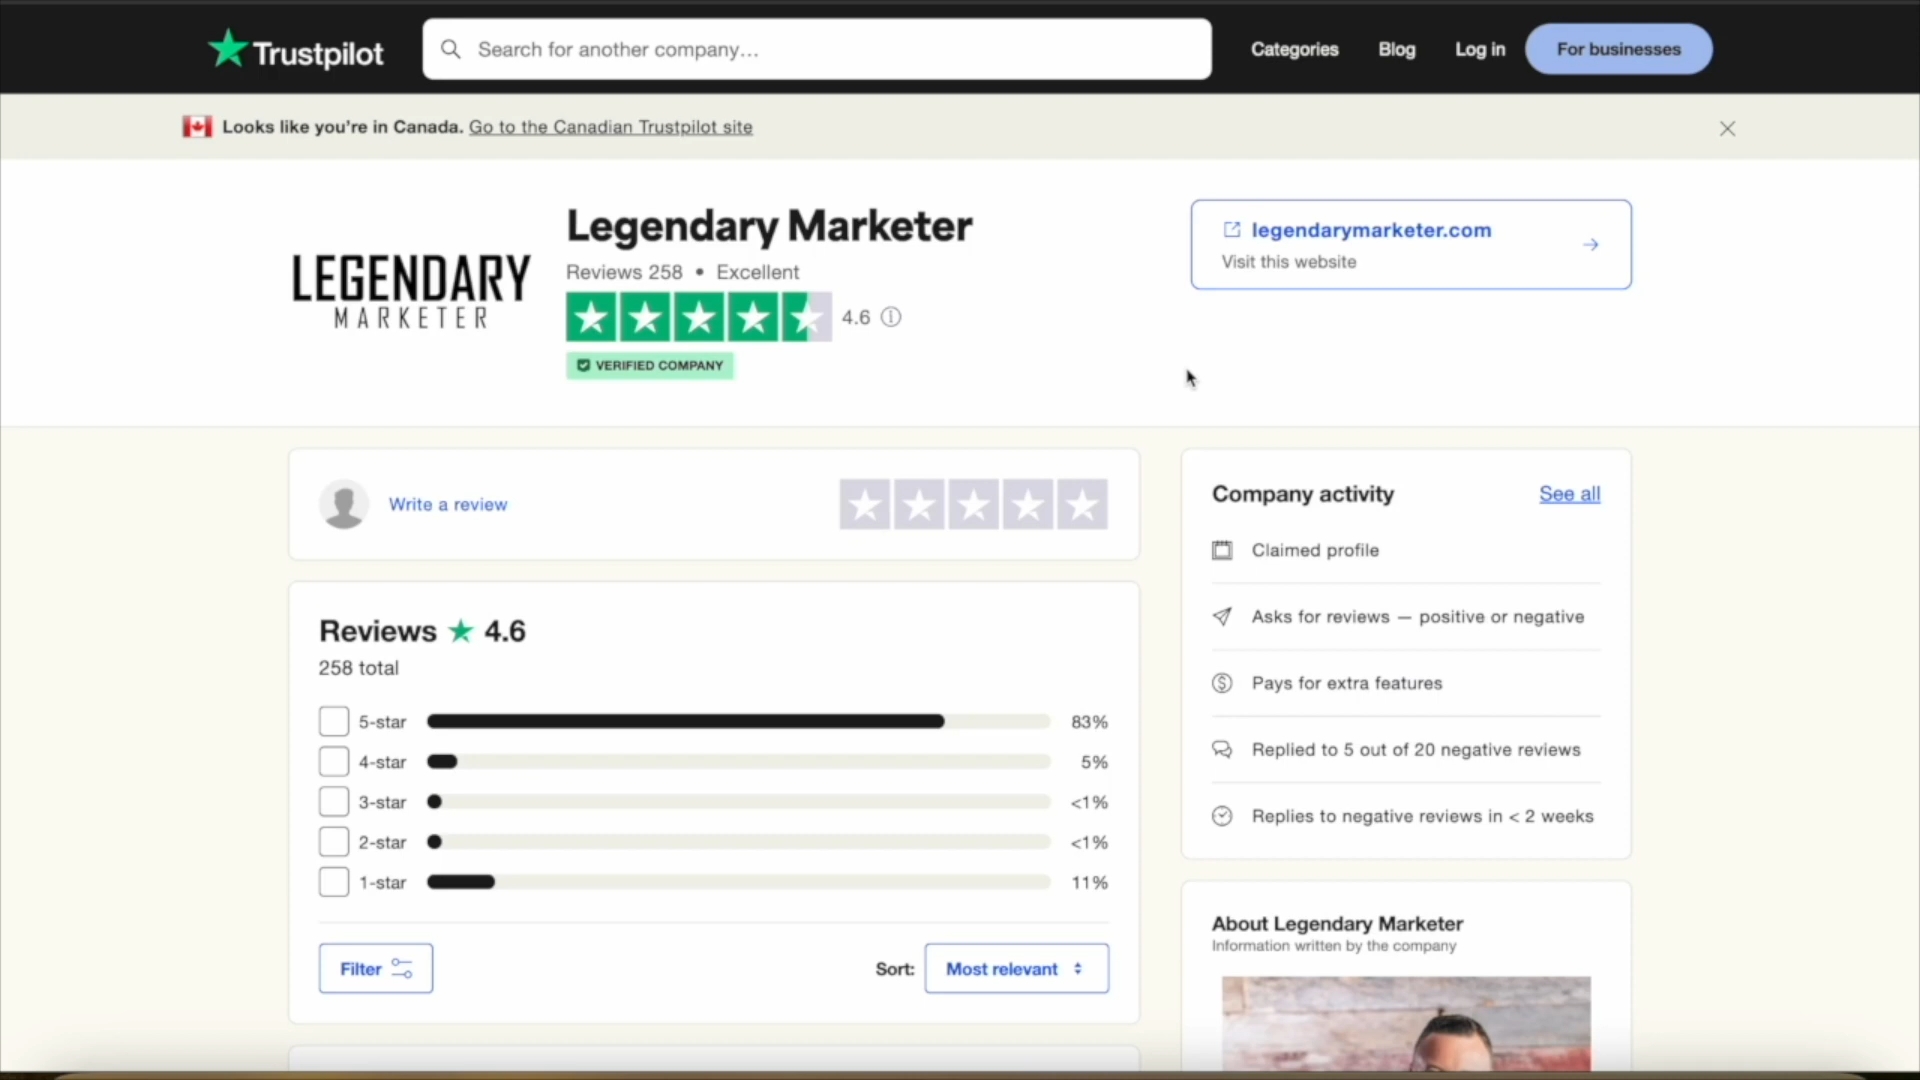 Trustpilot
Search for another company...
Categories
Blog
Log in
For businesses
Looks like you're in Canada. Go to the Canadian Trustpilot site
LEGENDARY
MARKETER
Legendary Marketer
Reviews 258 • Excellent
4.6
VERIFIED COMPANY
legendarymarketer.com
Visit this website
Write a review
Reviews 4.6
258 total
5-star 83%
4-star 5%
3-star <1%
2-star <1%
1-star 11%
Filter
Sort: Most relevant
Company activity
See all
Claimed profile
Asks for reviews — positive or negative
Pays for extra features
Replied to 5 out of 20 negative reviews
Replies to negative reviews in < 2 weeks
About Legendary Marketer
Information written by the company